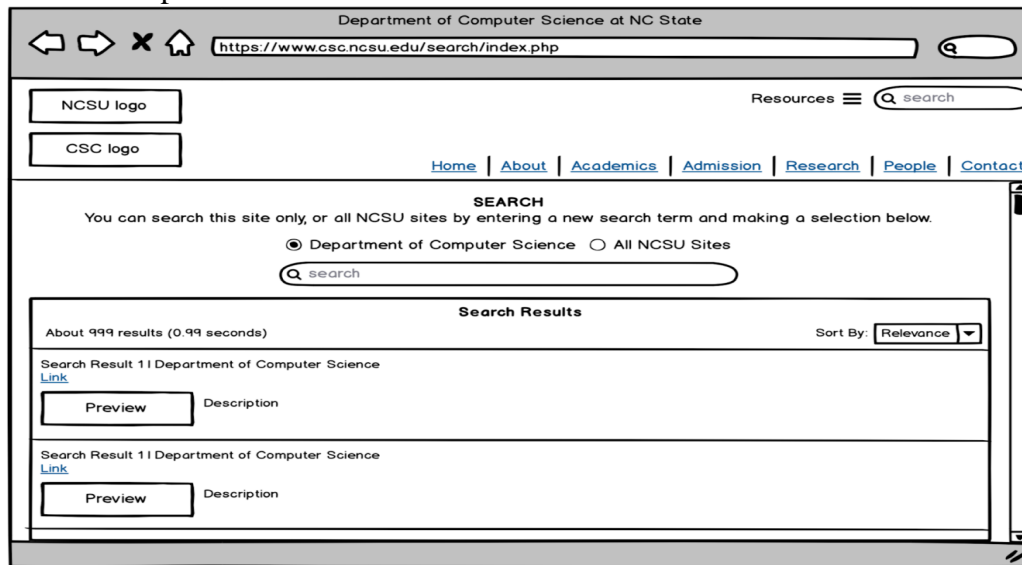 Department of Computer Science at NC State
https://www.csc.ncsu.edu/search/index.php
NCSU logo
Resources
search
CSC logo
Home | About | Academics | Admission | Research | People | Contact
SEARCH
You can search this site only, or all NCSU sites by entering a new search term and making a selection below.
Department of Computer Science All NCSU Sites
search
Search Results
About 999 results (0.99 seconds)
Sort By: Relevance
Search Result 1 | Department of Computer Science
Link
Preview
Description
Search Result 1 | Department of Computer Science
Link
Preview
Description